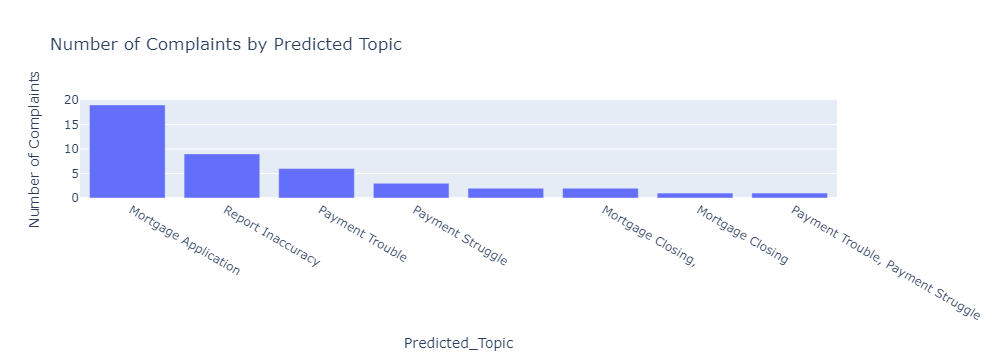 Number of Complaints by Predicted Topic
Number of Complaints
20
15
10
5
0
Mortgage Application
Report Inaccuracy
Payment Trouble
Payment Struggle
Mortgage Closing,
Mortgage Closing
Payment Trouble, Payment Struggle
Predicted_Topic